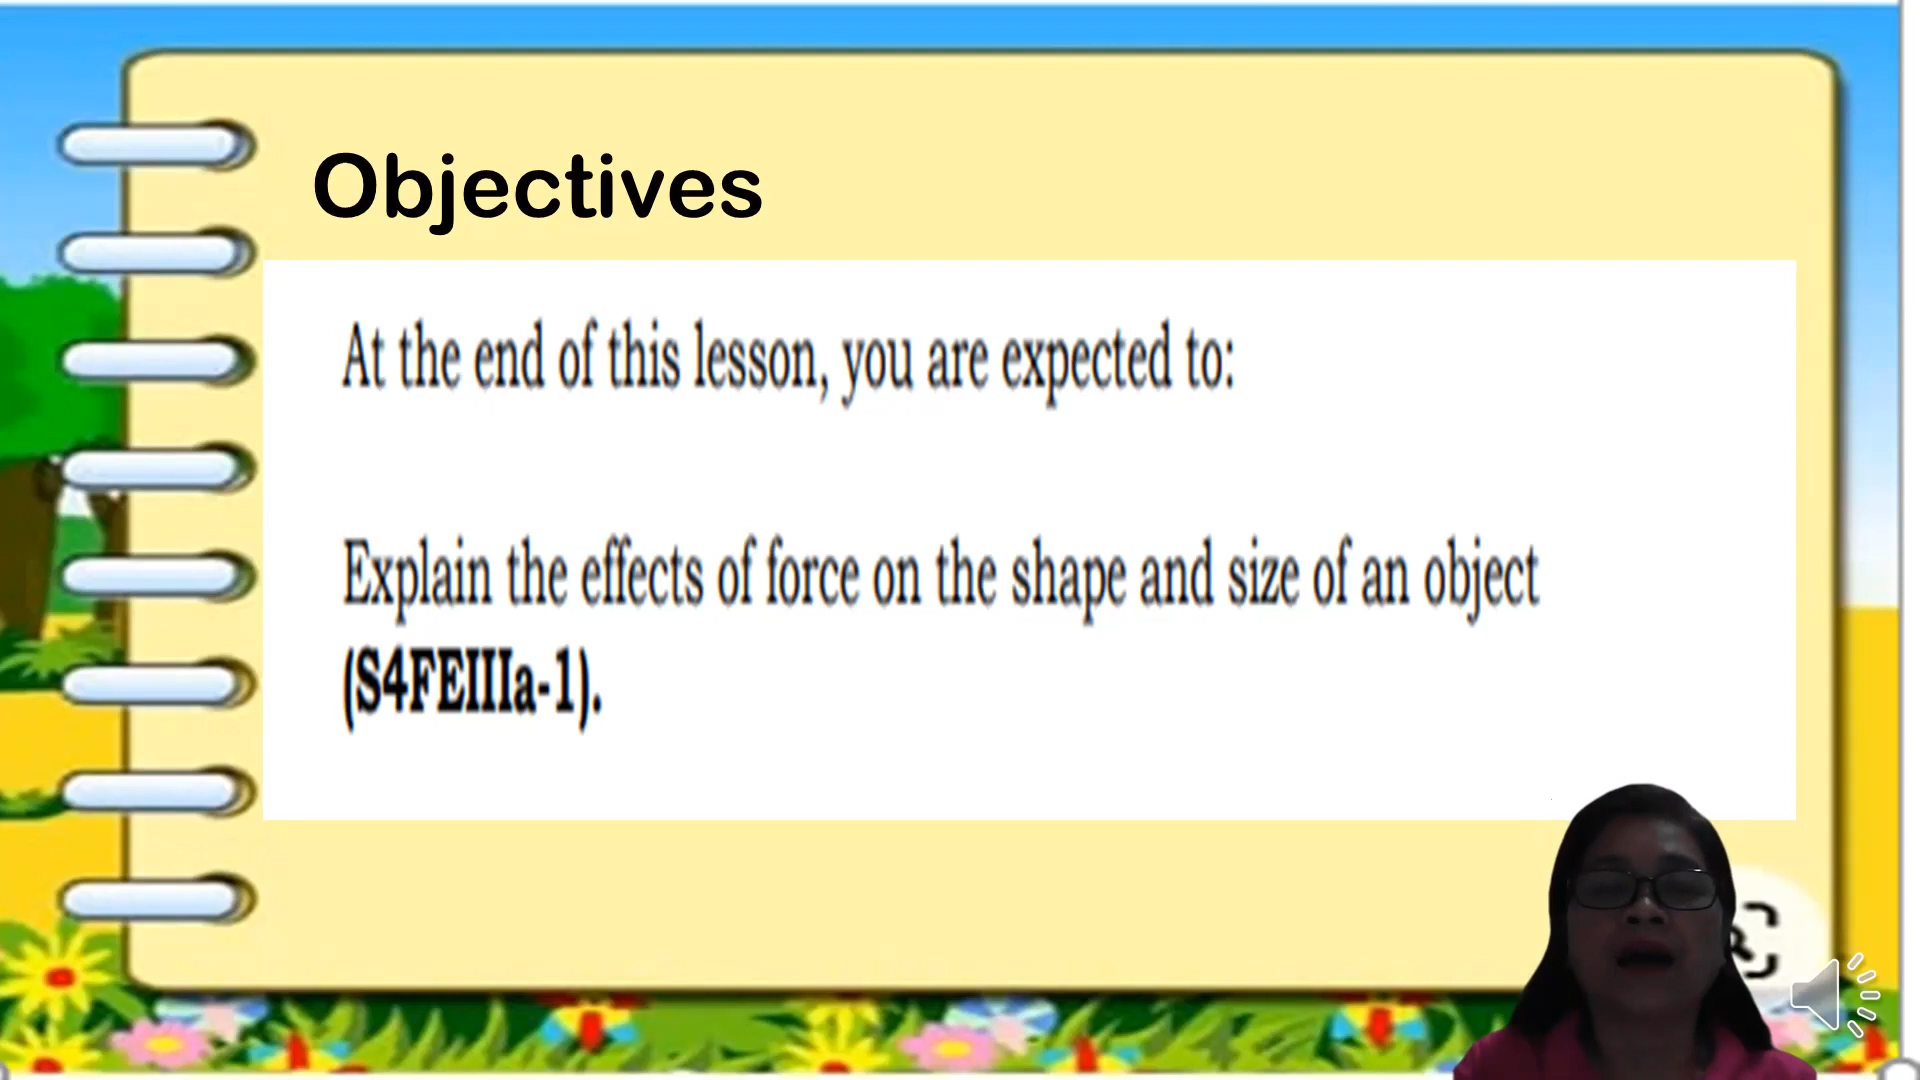 Objectives
At the end of this lesson, you are expected to:
Explain the effects of force on the shape and size of an object
(S4FEIIIa-1).